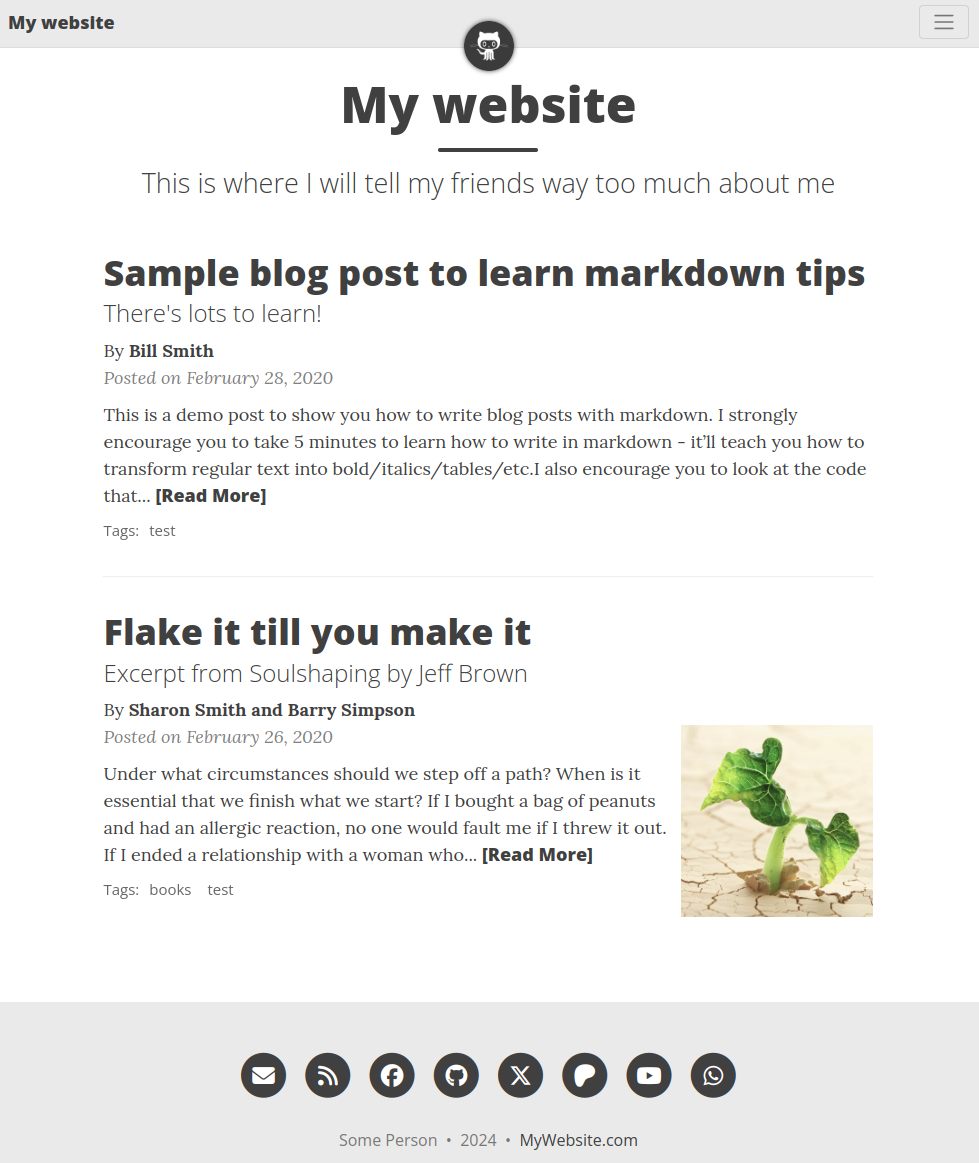 My website
My website
This is where I will tell my friends way too much about me
Sample blog post to learn markdown tips
There's lots to learn!
By Bill Smith
Posted on February 28, 2020
This is a demo post to show you how to write blog posts with markdown. I strongly
encourage you to take 5 minutes to learn how to write in markdown - it’ll teach you how to
transform regular text into bold/italics/tables/etc.I also encourage you to look at the code
that... [Read More]
Tags: test
Flake it till you make it
Excerpt from Soulshaping by Jeff Brown
By Sharon Smith and Barry Simpson
Posted on February 26, 2020
Under what circumstances should we step off a path? When is it
essential that we finish what we start? If I bought a bag of peanuts
and had an allergic reaction, no one would fault me if I threw it out.
If I ended a relationship with a woman who... [Read More]
Tags: books test
Some Person • 2024 • MyWebsite.com